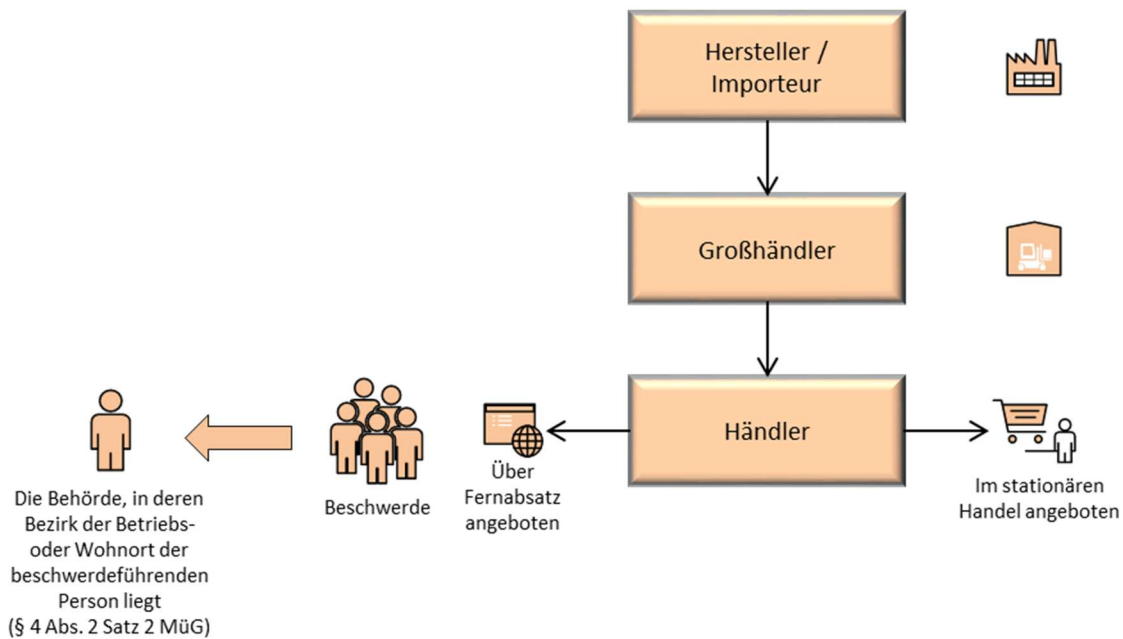 Hersteller /
Importeur
Großhändler
Händler
Über
Fernabsatz
angeboten
Im stationären
Handel angeboten
Beschwerde
Die Behörde, in deren
Bezirk der Betriebs-
oder Wohnort der
beschwerdeführenden
Person liegt
(§ 4 Abs. 2 Satz 2 MüG)